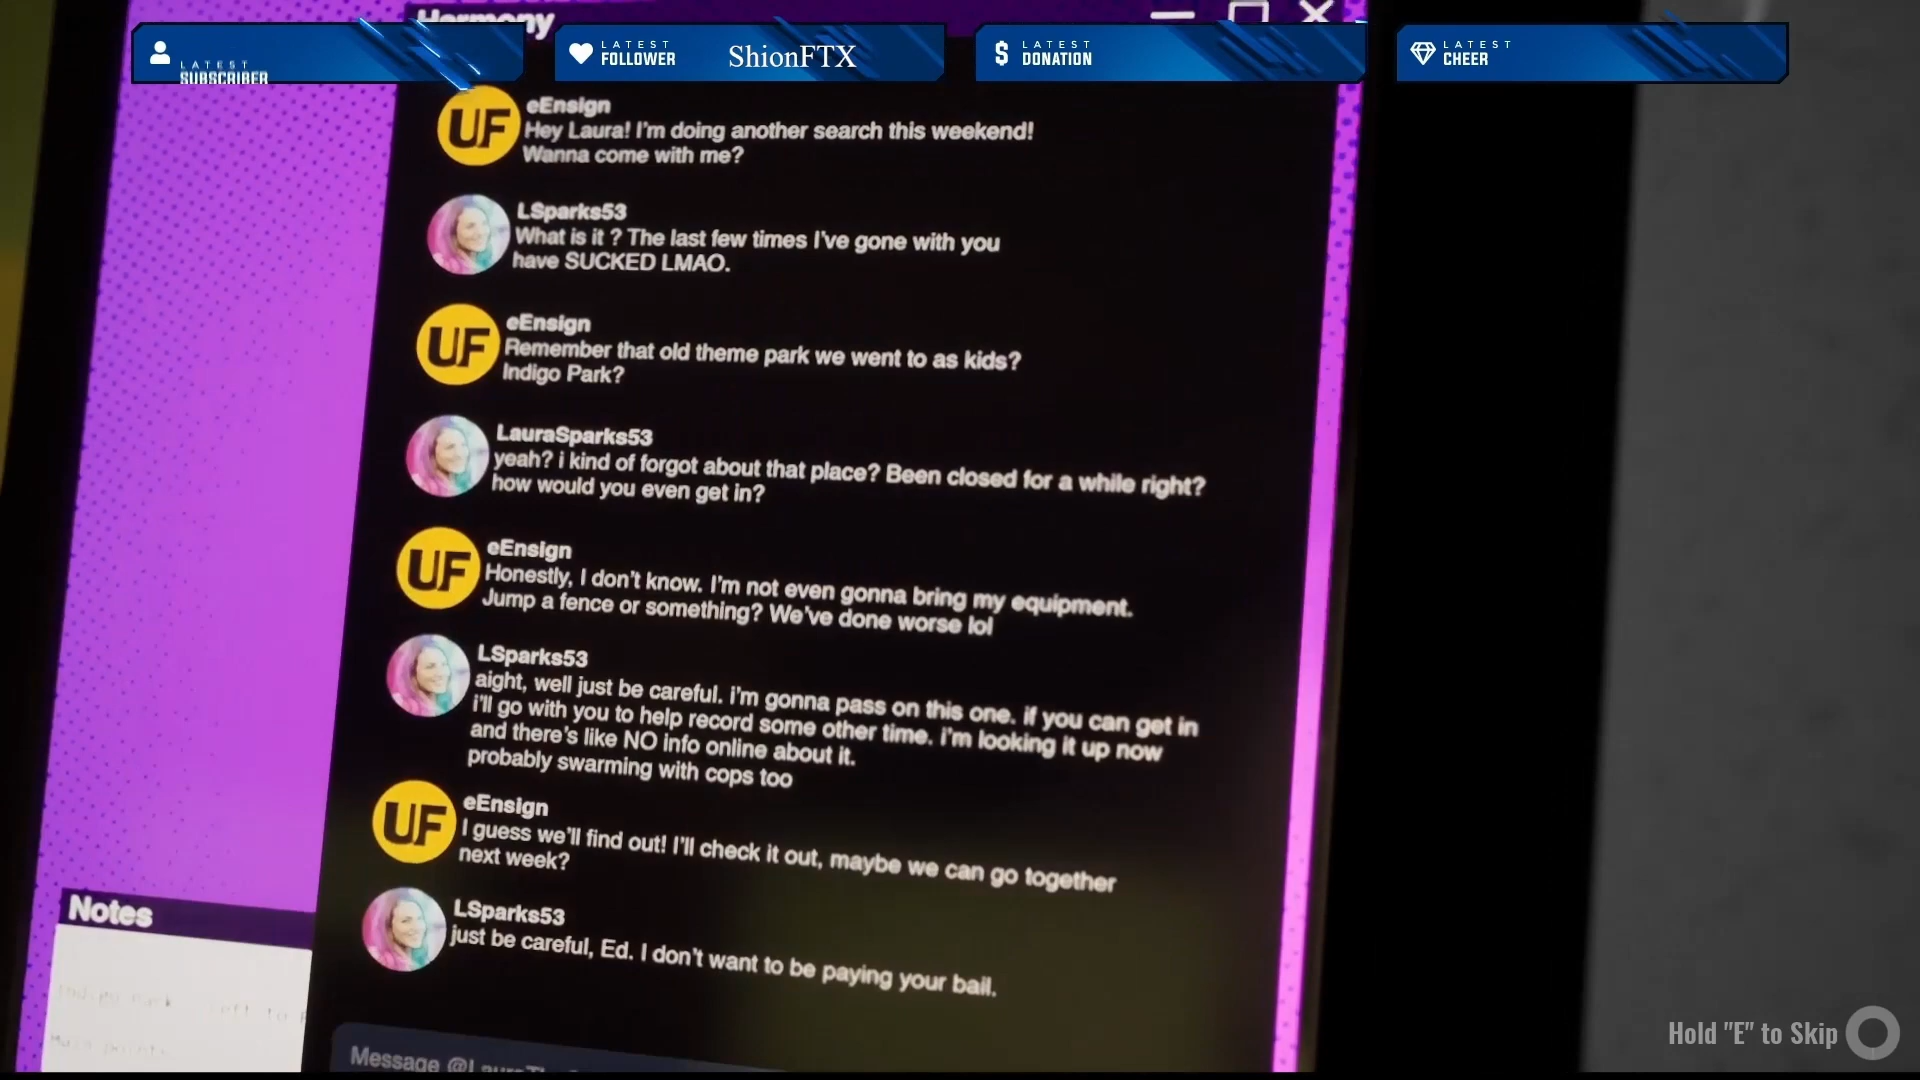 Harmony
LATEST
SUBSCRIBER
LATEST
FOLLOWER
ShionFTX
LATEST
DONATION
LATEST
CHEER
UF
eEnsign
Hey Laura! I'm doing another search this weekend!
Wanna come with me?
LSparks53
What is it ? The last few times I've gone with you
have SUCKED LMAO.
UF
eEnsign
Remember that old theme park we went to as kids?
Indigo Park?
LauraSparks53
yeah? i kind of forgot about that place? Been closed for a while right?
how would you even get in?
UF
eEnsign
Honestly, I don't know. I'm not even gonna bring my equipment.
Jump a fence or something? We've done worse lol
LSparks53
aight, well just be careful. i'm gonna pass on this one. if you can get in
i'll go with you to help record some other time. i'm looking it up now
and there's like NO info online about it.
probably swarming with cops too
UF
eEnsign
I guess we'll find out! I'll check it out, maybe we can go together
next week?
LSparks53
just be careful, Ed. I don't want to be paying your bail.
Notes
Message
Hold "E" to Skip